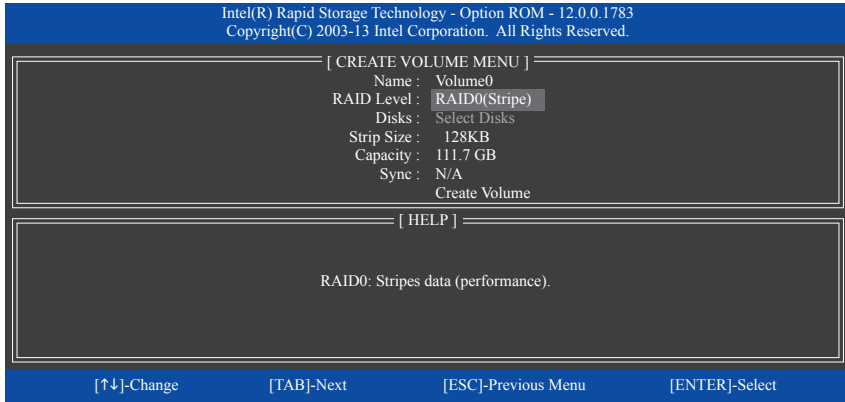 Intel(R) Rapid Storage Technology - Option ROM - 12.0.0.1783
Copyright(C) 2003-13 Intel Corporation. All Rights Reserved.
[ CREATE VOLUME MENU ]
Name : Volume0
RAID Level : RAID0(Stripe)
Disks : Select Disks
Strip Size : 128KB
Capacity : 111.7 GB
Sync : N/A
Create Volume
[ HELP ]
RAID0: Stripes data (performance).
[↑↓]-Change [TAB]-Next [ESC]-Previous Menu [ENTER]-Select